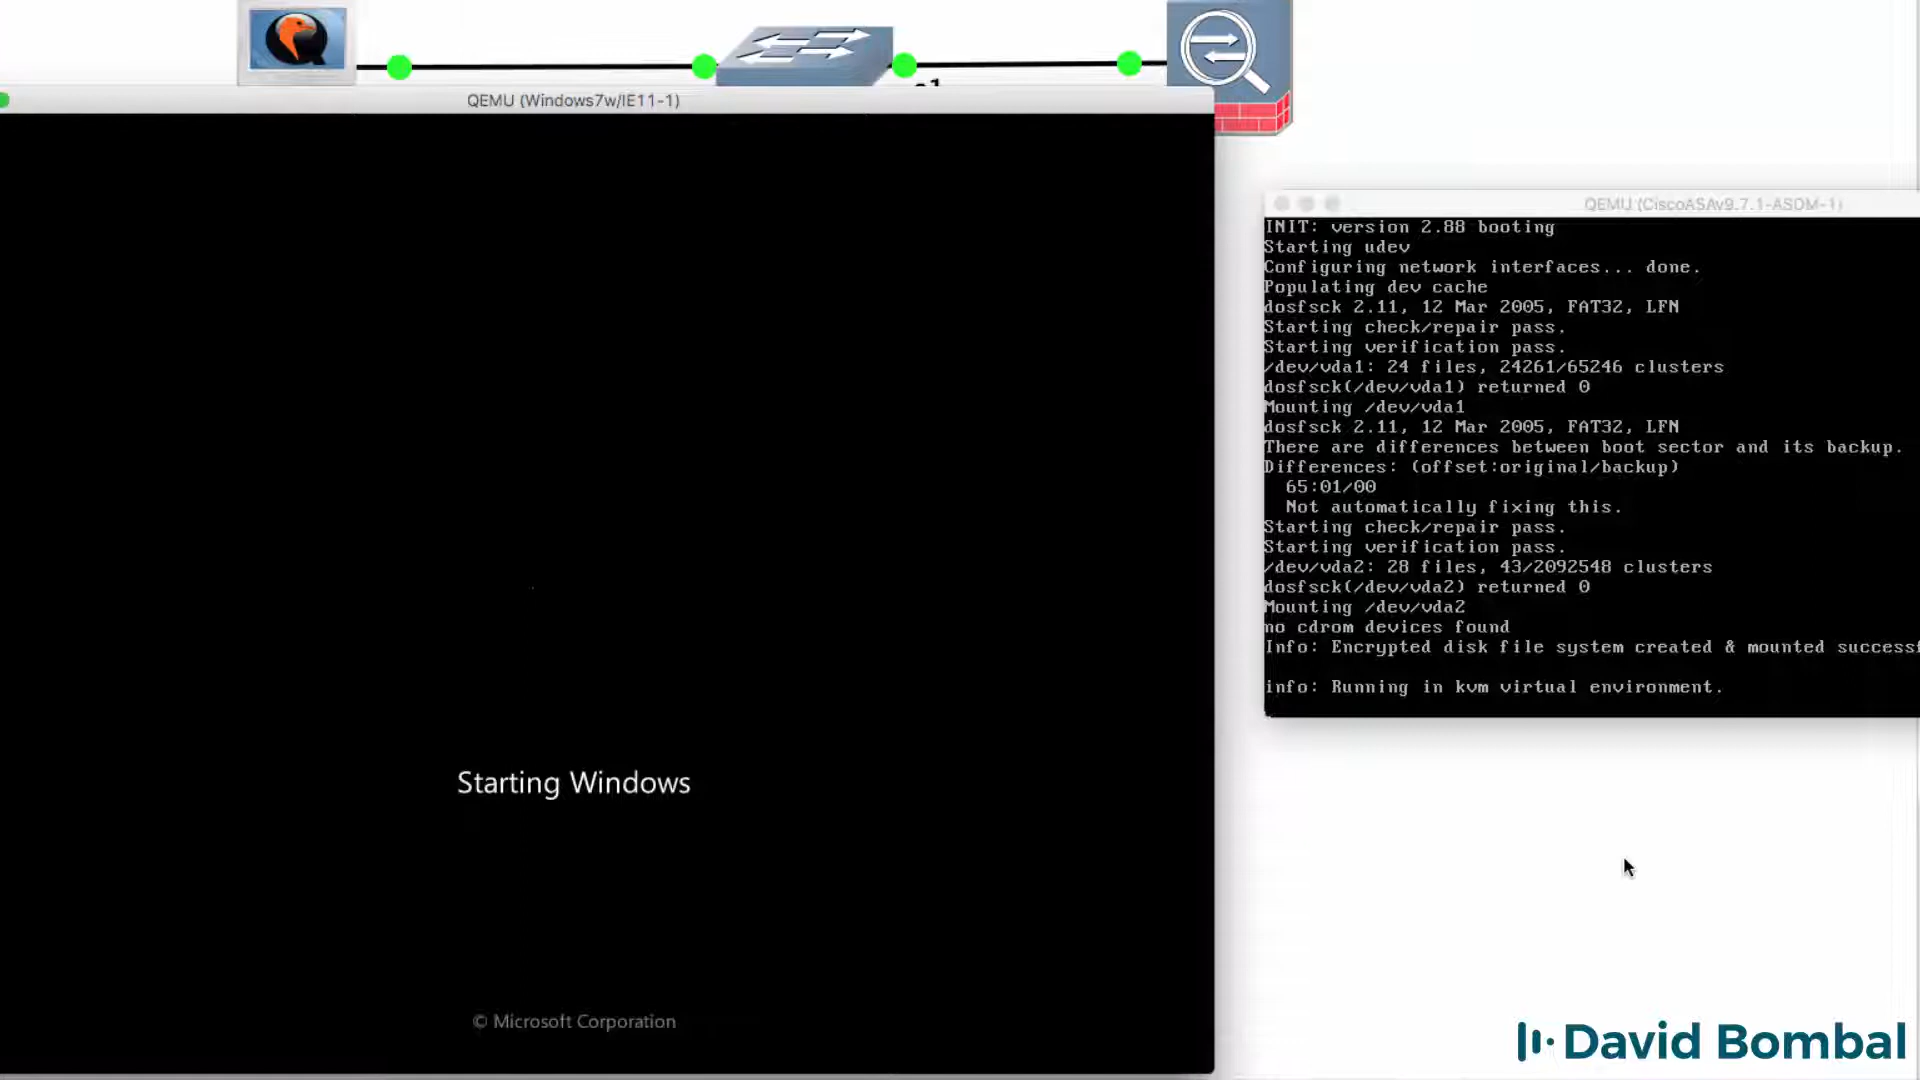 QEMU (Windows7w/IE11-1)
Starting Windows
© Microsoft Corporation
QEMU (CiscoASAv9.7.1-ASDM-1)
INIT: version 2.88 booting
Starting udev
Configuring network interfaces... done.
Populating dev cache
dosfsck 2.11, 12 Mar 2005, FAT32, LFN
Starting check/repair pass.
Starting verification pass.
/dev/vda1: 24 files, 24261/65246 clusters
dosfsck(/dev/vda1) returned 0
Mounting /dev/vda1
dosfsck 2.11, 12 Mar 2005, FAT32, LFN
There are differences between boot sector and its backup.
Differences: (offset:original/backup)
65:01/00
Not automatically fixing this.
Starting check/repair pass.
Starting verification pass.
/dev/vda2: 28 files, 43/2092548 clusters
dosfsck(/dev/vda2) returned 0
Mounting /dev/vda2
no cdrom devices found
Info: Encrypted disk file system created & mounted success
info: Running in kvm virtual environment.
David Bombal